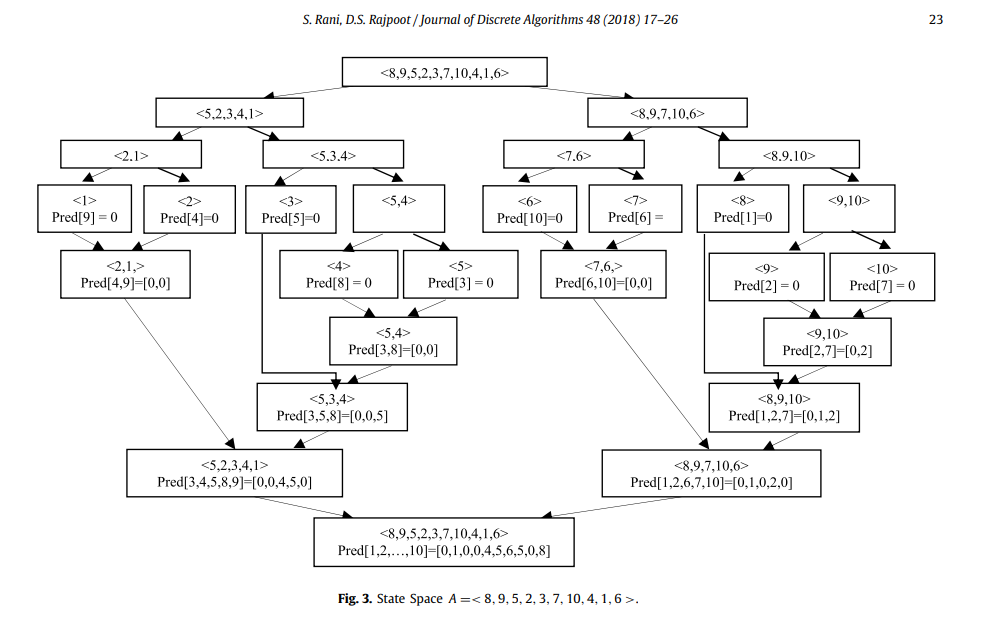 S. Rani, D.S. Rajpoot / Journal of Discrete Algorithms 48 (2018) 17–26
23
<8,9,5,2,3,7,10,4,1,6>
<5,2,3,4,1>
<8,9,7,10,6>
<2.1>
<5.3.4>
<7.6>
<8.9.10>
<1>
Pred[9] = 0
<2>
Pred[4]=0
<3>
Pred[5]=0
<5,4>
<6>
Pred[10]=0
<7>
Pred[6] =
<8>
Pred[1]=0
<9,10>
<2,1,>
Pred[4,9]=[0,0]
<4>
Pred[8] = 0
<5>
Pred[3] = 0
<7,6,>
Pred[6,10]=[0,0]
<9>
Pred[2] = 0
<10>
Pred[7] = 0
<5,4>
Pred[3,8]=[0,0]
<9,10>
Pred[2,7]=[0,2]
<5,3,4>
Pred[3,5,8]=[0,0,5]
<8,9,10>
Pred[1,2,7]=[0,1,2]
<5,2,3,4,1>
Pred[3,4,5,8,9]=[0,0,4,5,0]
<8,9,7,10,6>
Pred[1,2,6,7,10]=[0,1,0,2,0]
<8,9,5,2,3,7,10,4,1,6>
Pred[1,2,…,10]=[0,1,0,0,4,5,6,5,0,8]
Fig. 3. State Space A =< 8, 9, 5, 2, 3, 7, 10, 4, 1, 6 >.